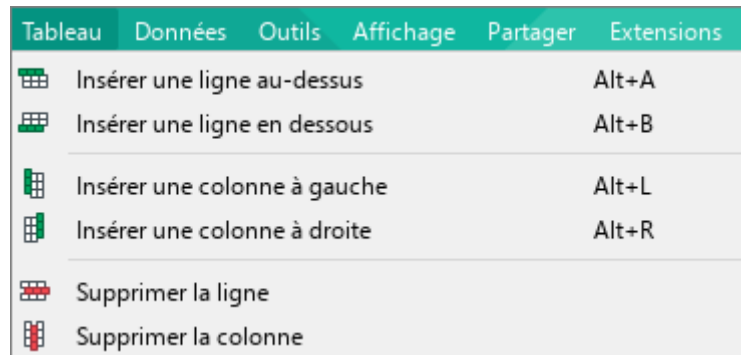 Tableau Données Outils Affichage Partager Extensions
Insérer une ligne au-dessus Alt+A
Insérer une ligne en dessous Alt+B
Insérer une colonne à gauche Alt+L
Insérer une colonne à droite Alt+R
Supprimer la ligne
Supprimer la colonne